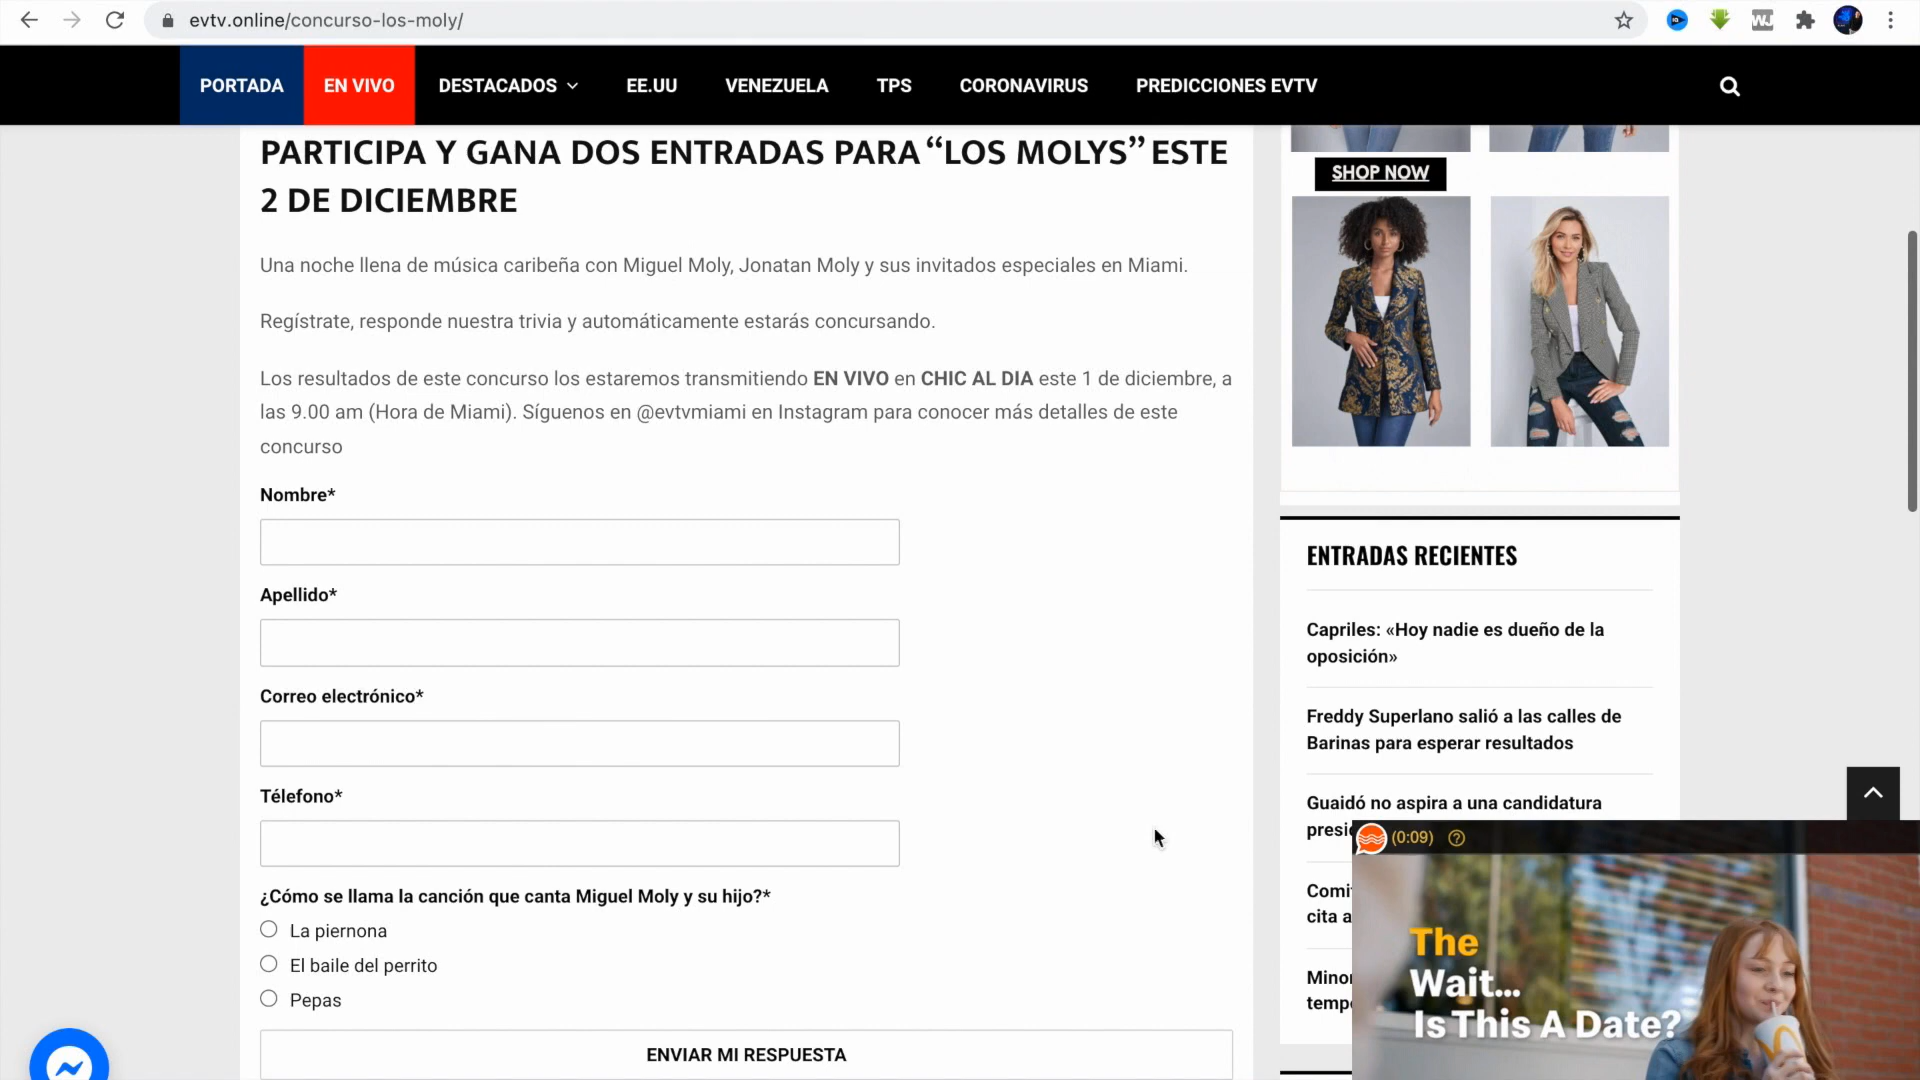 evtv.online/concurso-los-moly/
PORTADA
EN VIVO
DESTACADOS
EE.UU
VENEZUELA
TPS
CORONAVIRUS
PREDICCIONES EVTV
PARTICIPA Y GANA DOS ENTRADAS PARA “LOS MOLYS” ESTE
2 DE DICIEMBRE
Una noche llena de música caribeña con Miguel Moly, Jonatan Moly y sus invitados especiales en Miami.
Regístrate, responde nuestra trivia y automáticamente estarás concursando.
Los resultados de este concurso los estaremos transmitiendo EN VIVO en CHIC AL DIA este 1 de diciembre, a
las 9.00 am (Hora de Miami). Síguenos en @evtvmiami en Instagram para conocer más detalles de este
concurso
Nombre*
Apellido*
Correo electrónico*
Télefono*
¿Cómo se llama la canción que canta Miguel Moly y su hijo?*
La piernona
El baile del perrito
Pepas
ENVIAR MI RESPUESTA
SHOP NOW
ENTRADAS RECIENTES
Capriles: «Hoy nadie es dueño de la
oposición»
Freddy Superlano salió a las calles de
Barinas para esperar resultados
Guaidó no aspira a una candidatura
(0:09)
cita a
The
Wait...
Is This A Date?